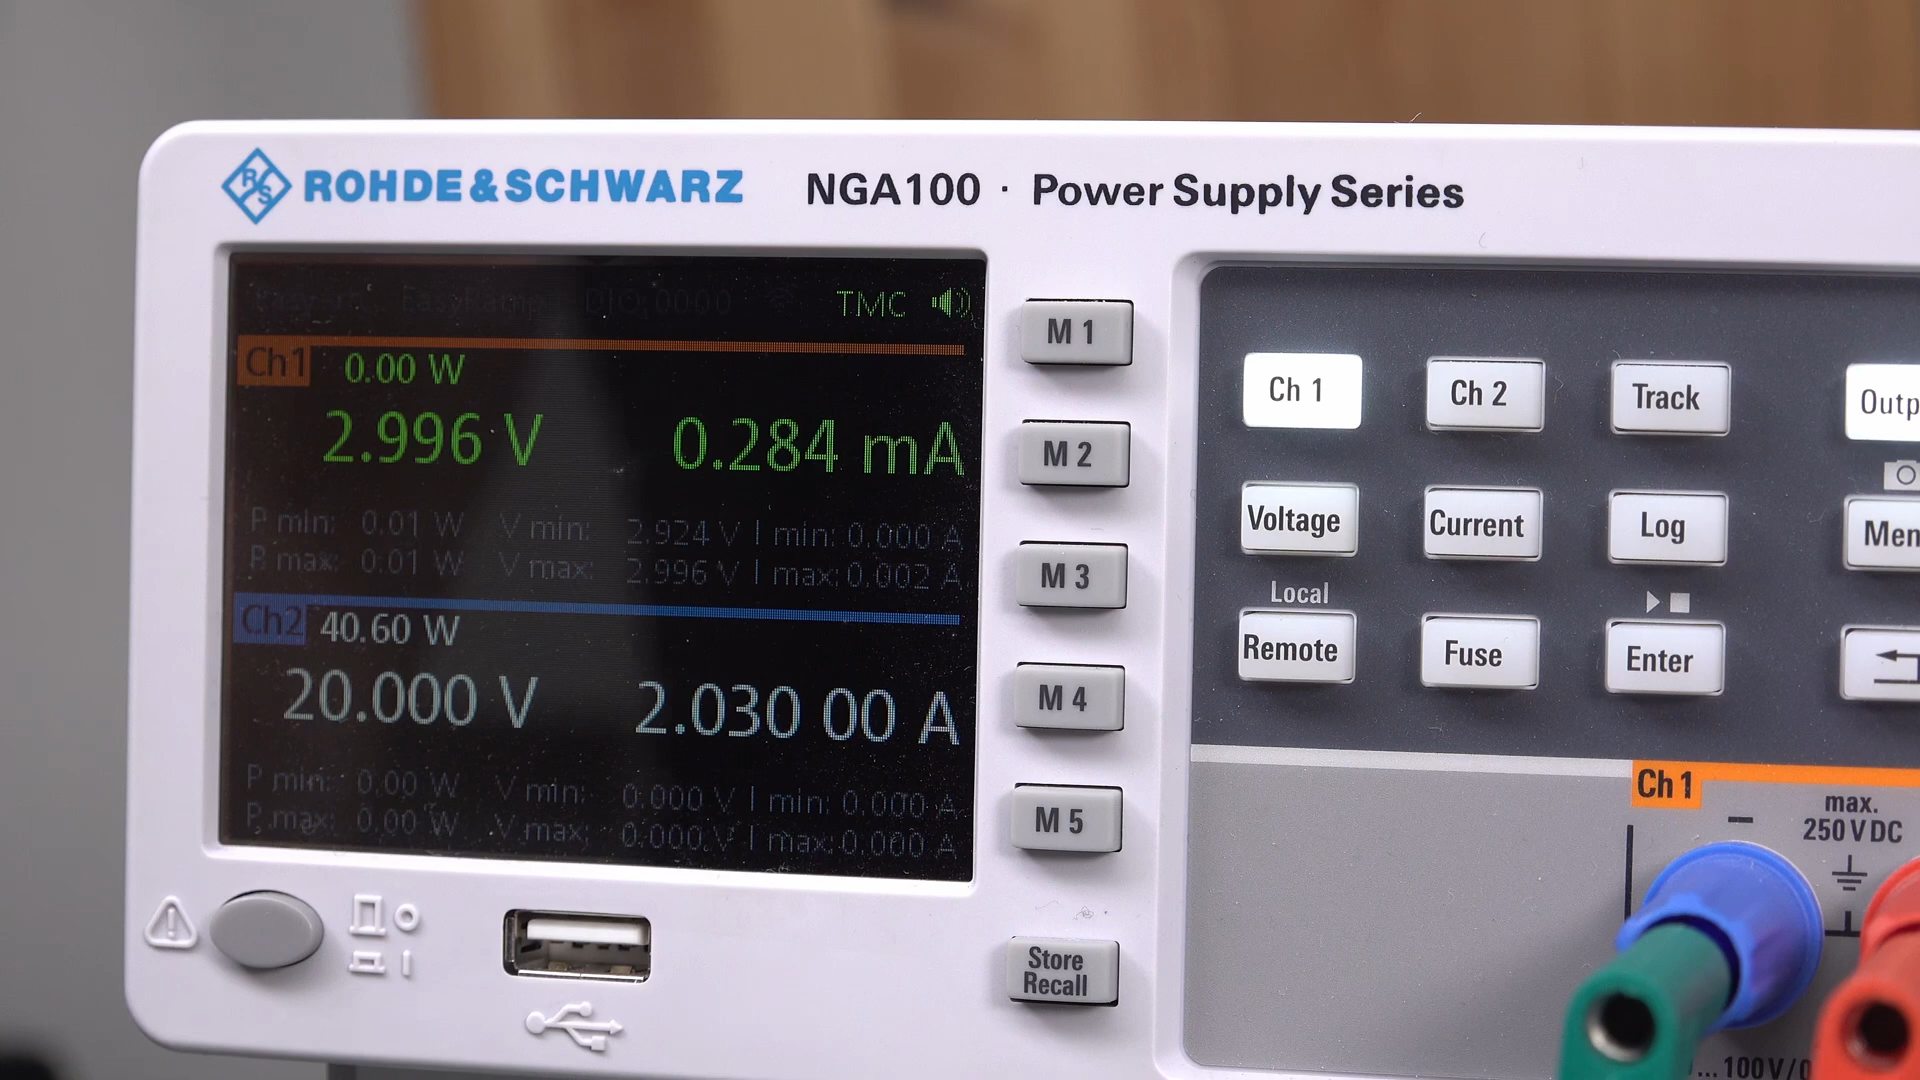 ROHDE&SCHWARZ NGA100 · Power Supply Series
TMC
Ch1 0.00 W
2.996 V 0.284 mA
P min: 0.01 W V min: 2.924 V I min: 0.000 A
P max: 0.01 W V max: 2.996 V I max: 0.002 A
Ch2 40.60 W
20.000 V 2.030 00 A
P min: 0.00 W V min: 0.000 V I min: 0.000 A
P max: 0.00 W V max: 0.000 V I max: 0.000 A
M 1
M 2
M 3
M 4
M 5
Store
Recall
Ch 1 Ch 2 Track Outp
Voltage Current Log Men
Local
Remote Fuse Enter
Ch 1
max.
250 V DC
...100 V/